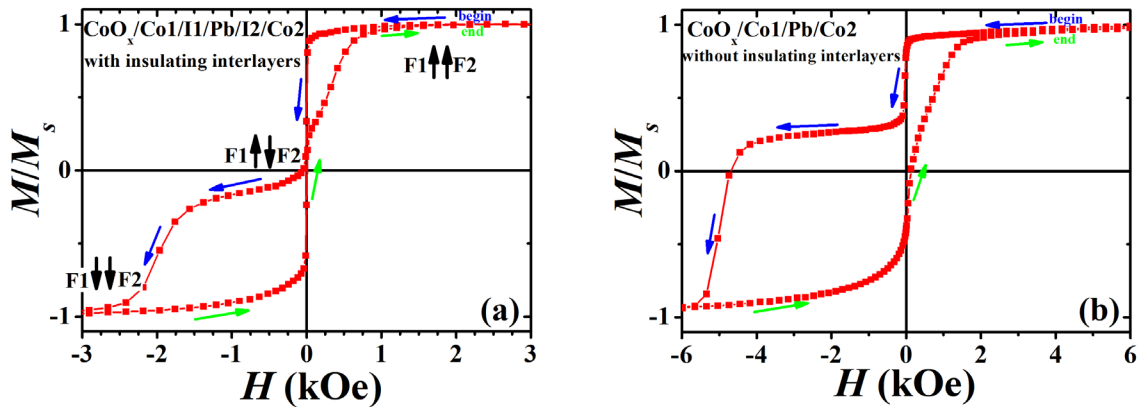 CoOx/Co1/I1/Pb/I2/Co2
with insulating interlayers
begin
end
F1 F2
F1 F2
F1 F2
1
0
-1
M/Ms
-3 -2 -1 0 1 2 3
H (kOe)
(a)
CoOx/Co1/Pb/Co2
without insulating interlayers
begin
end
1
0
-1
M/Ms
-6 -4 -2 0 2 4 6
H (kOe)
(b)